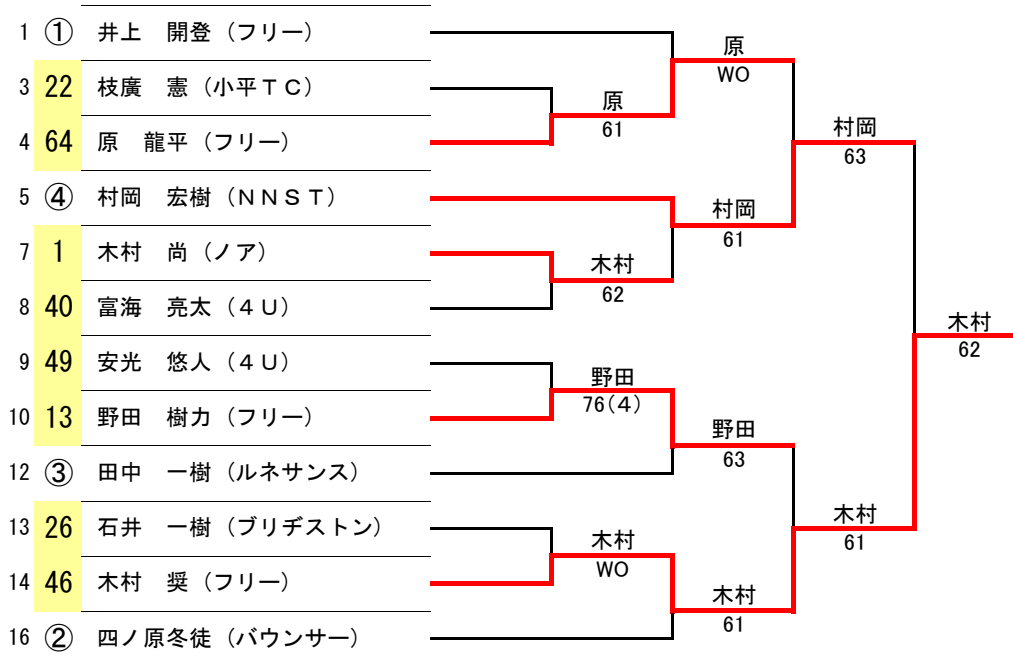 1 ① 井上 開登（フリー）
3 22 枝廣 憲（小平ＴＣ）
4 64 原 龍平（フリー）
5 ④ 村岡 宏樹（ＮＮＳＴ）
7 1 木村 尚（ノア）
8 40 富海 亮太（４Ｕ）
9 49 安光 悠人（４Ｕ）
10 13 野田 樹力（フリー）
12 ③ 田中 一樹（ルネサンス）
13 26 石井 一樹（ブリヂストン）
14 46 木村 奨（フリー）
16 ② 四ノ原冬徒（バウンサー）
原
61
木村
62
野田
76(4)
木村
WO
原
WO
村岡
61
野田
63
木村
61
村岡
63
木村
61
木村
62